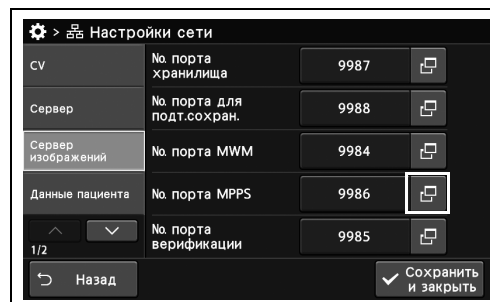 > Настройки сети
CV
Сервер
Сервер
изображений
Данные пациента
1/2
№. порта
хранилища
9987
№. порта для
подт.сохран.
9988
№. порта MWM
9984
№. порта MPPS
9986
№. порта
верификации
9985
Назад
Сохранить
и закрыть